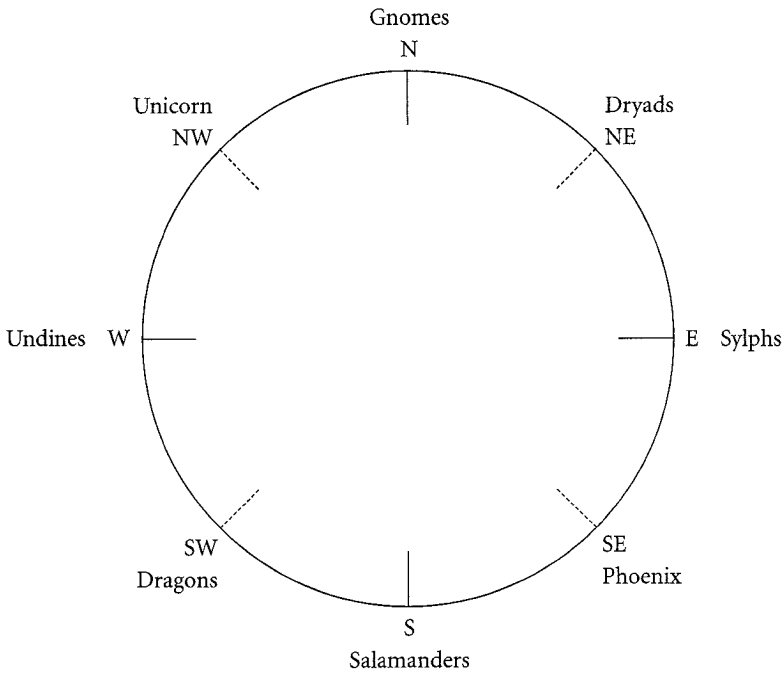 Gnomes
N
Unicorn
NW
Dryads
NE
Undines W
E Sylphs
SW
Dragons
SE
Phoenix
S
Salamanders